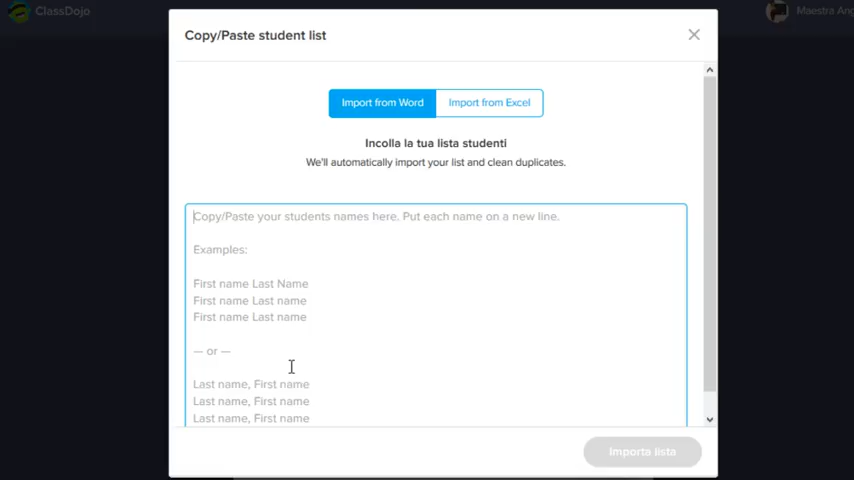 ClassDojo
Maestra Ang
Copy/Paste student list
Import from Word
Import from Excel
Incolla la tua lista studenti
We'll automatically import your list and clean duplicates.
Copy/Paste your students names here. Put each name on a new line.
Examples:
First name Last Name
First name Last name
First name Last name
— or —
Last name, First name
Last name, First name
Last name, First name
Importa lista